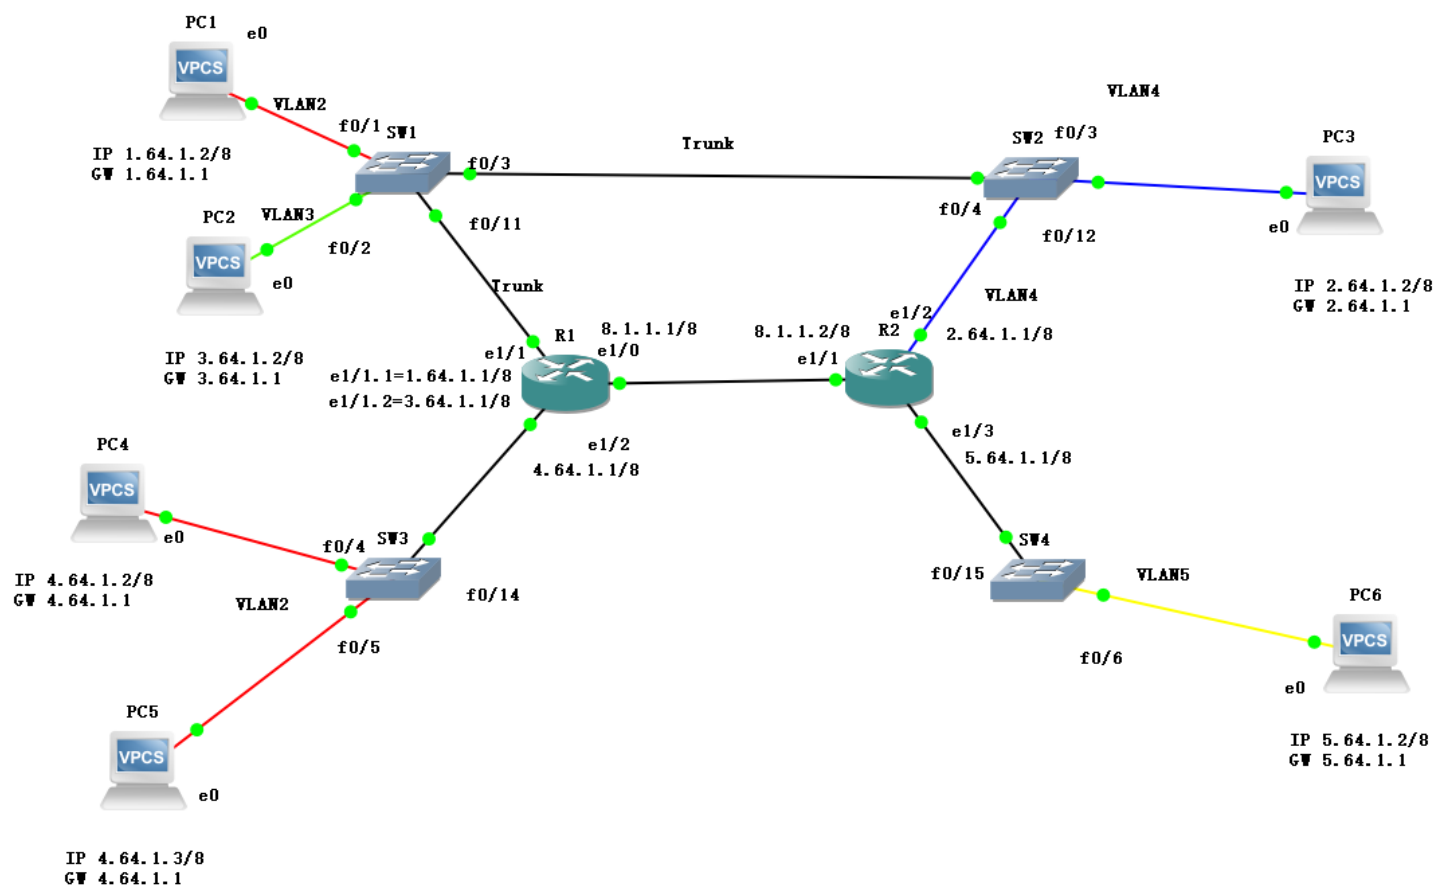 PC1
e0
VPCS
VLAN2
f0/1
SW1
IP 1.64.1.2/8
GW 1.64.1.1
f0/3
Trunk
VLAN4
SW2
f0/3
PC3
VPCS
e0
IP 2.64.1.2/8
GW 2.64.1.1
PC2
VLAN3
f0/2
VPCS
e0
f0/11
f0/4
f0/12
Trunk
VLAN4
IP 3.64.1.2/8
GW 3.64.1.1
R1
8.1.1.1/8
e1/1
e1/0
e1/1.1=1.64.1.1/8
e1/1.2=3.64.1.1/8
8.1.1.2/8
e1/2
R2
2.64.1.1/8
e1/1
e1/2
4.64.1.1/8
e1/3
5.64.1.1/8
PC4
VPCS
e0
f0/4
SW3
IP 4.64.1.2/8
GW 4.64.1.1
VLAN2
f0/14
f0/5
SW4
f0/15
VLAN5
PC6
VPCS
f0/6
e0
IP 5.64.1.2/8
GW 5.64.1.1
PC5
VPCS
e0
IP 4.64.1.3/8
GW 4.64.1.1